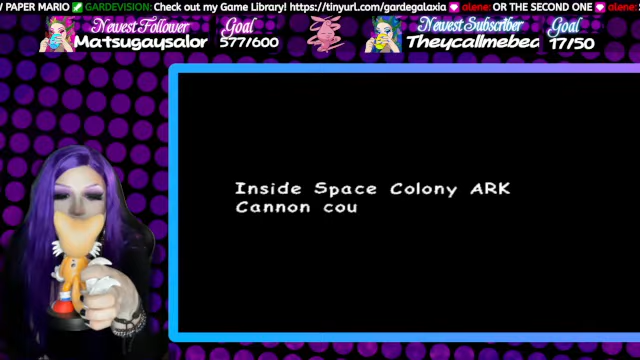 / PAPER MARIO ✅ GARDEVISION: Check out my Game Library! https://tinyurl.com/gardegalaxia 💟 alene: OR THE SECOND ONE 💟 alene:
Newest Follower
Matsugaysalor
Goal
577/600
Newest Subscriber
Theycallmebea
Goal
17/50
Inside Space Colony ARK
Cannon cou